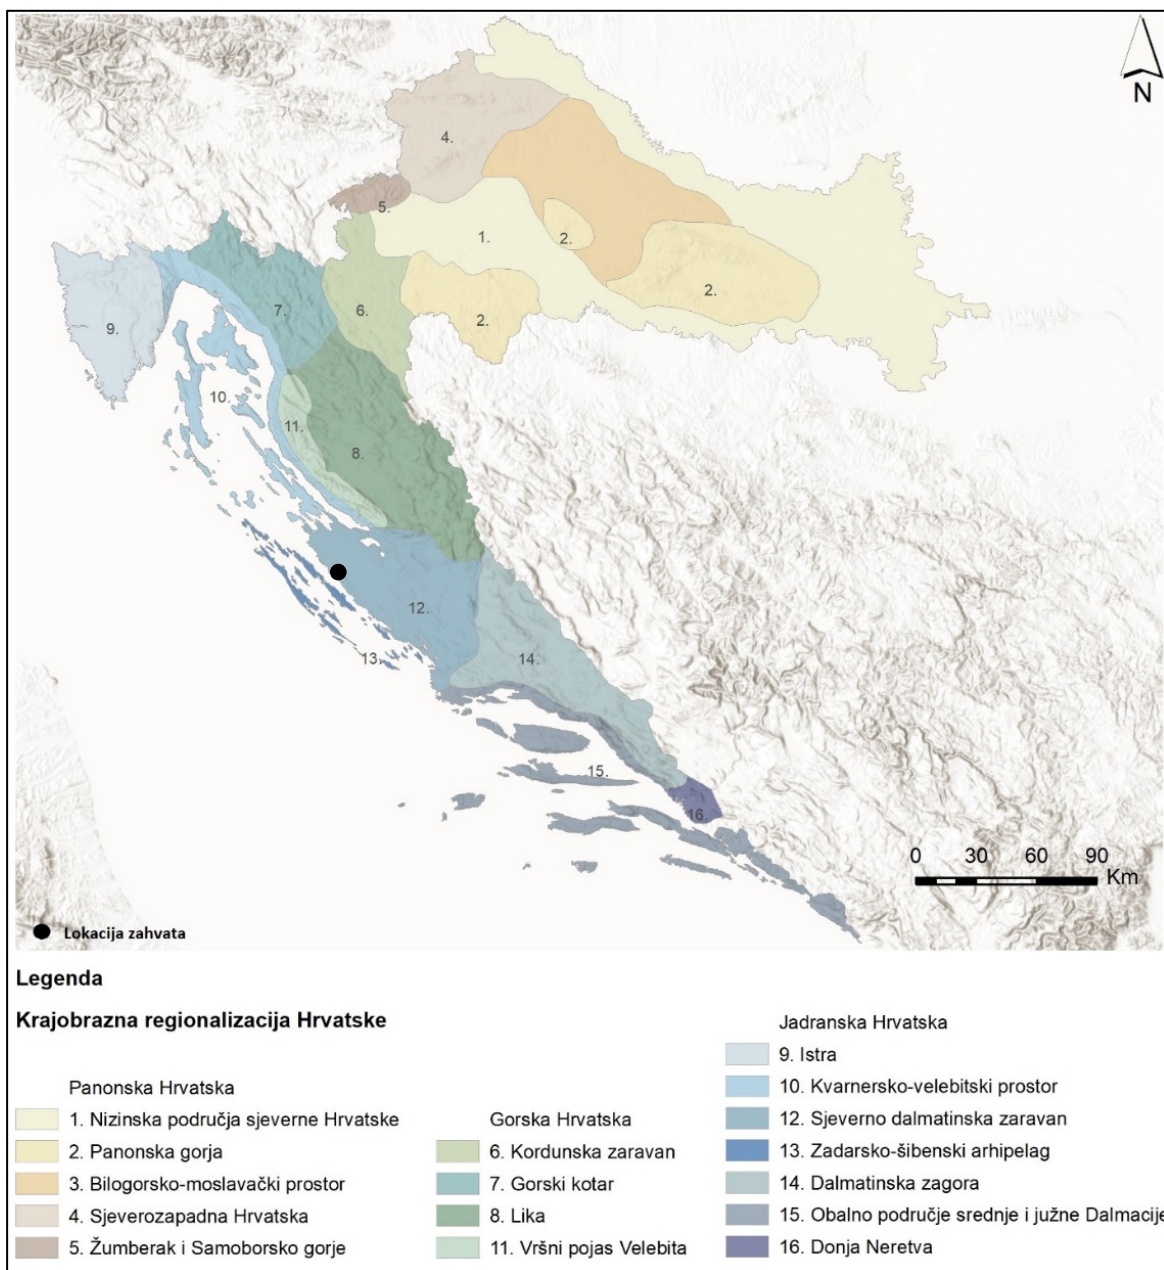 N
4.
5.
1.
2.
2.
6.
7.
2.
9.
10.
11.
8.
12.
13.
14.
15.
16.
0 30 60 90
Km
Lokacija zahvata
Legenda
Krajobrazna regionalizacija Hrvatske
Panonska Hrvatska
1. Nizinska područja sjeverne Hrvatske
2. Panonska gorja
3. Bilogorsko-moslavački prostor
4. Sjeverozapadna Hrvatska
5. Žumberak i Samoborsko gorje
Gorska Hrvatska
6. Kordunska zaravan
7. Gorski kotar
8. Lika
11. Vršni pojas Velebita
Jadranska Hrvatska
9. Istra
10. Kvarnersko-velebitski prostor
12. Sjeverno dalmatinska zaravan
13. Zadarsko-šibenski arhipelag
14. Dalmatinska zagora
15. Obalno područje srednje i južne Dalmacije
16. Donja Neretva